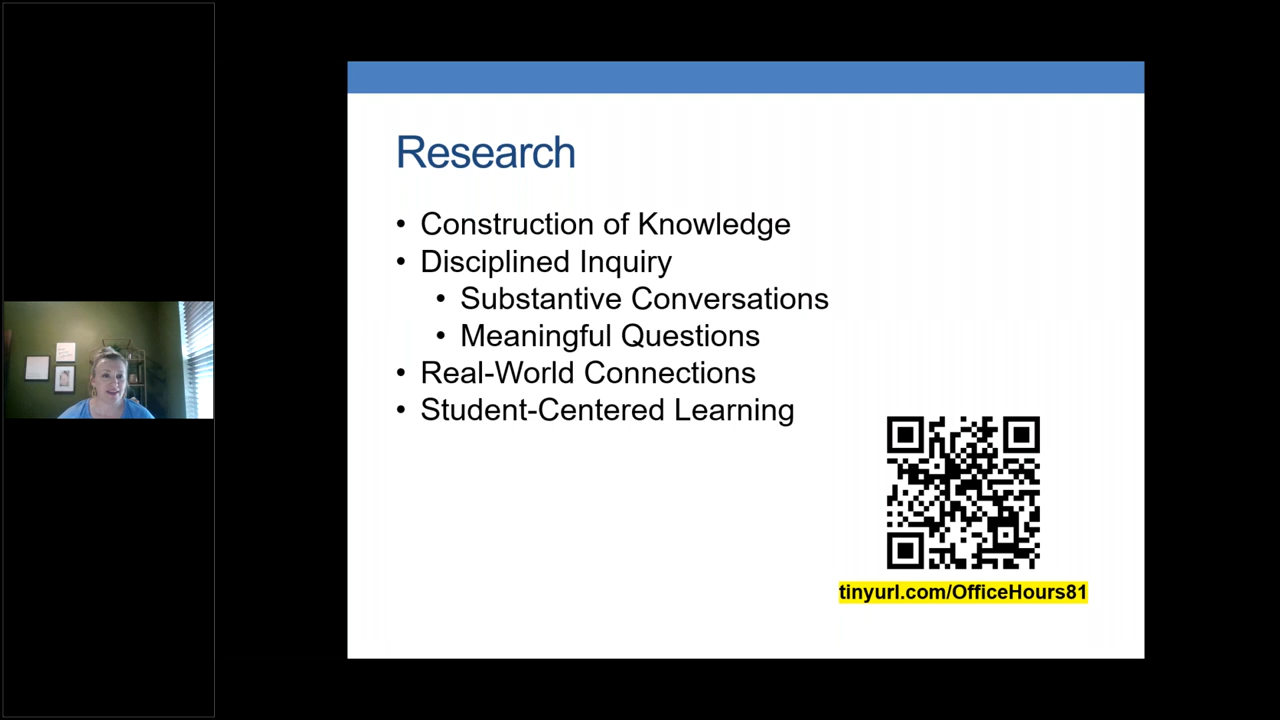 Research
• Construction of Knowledge
• Disciplined Inquiry
• Substantive Conversations
• Meaningful Questions
• Real-World Connections
• Student-Centered Learning
tinyurl.com/OfficeHours81